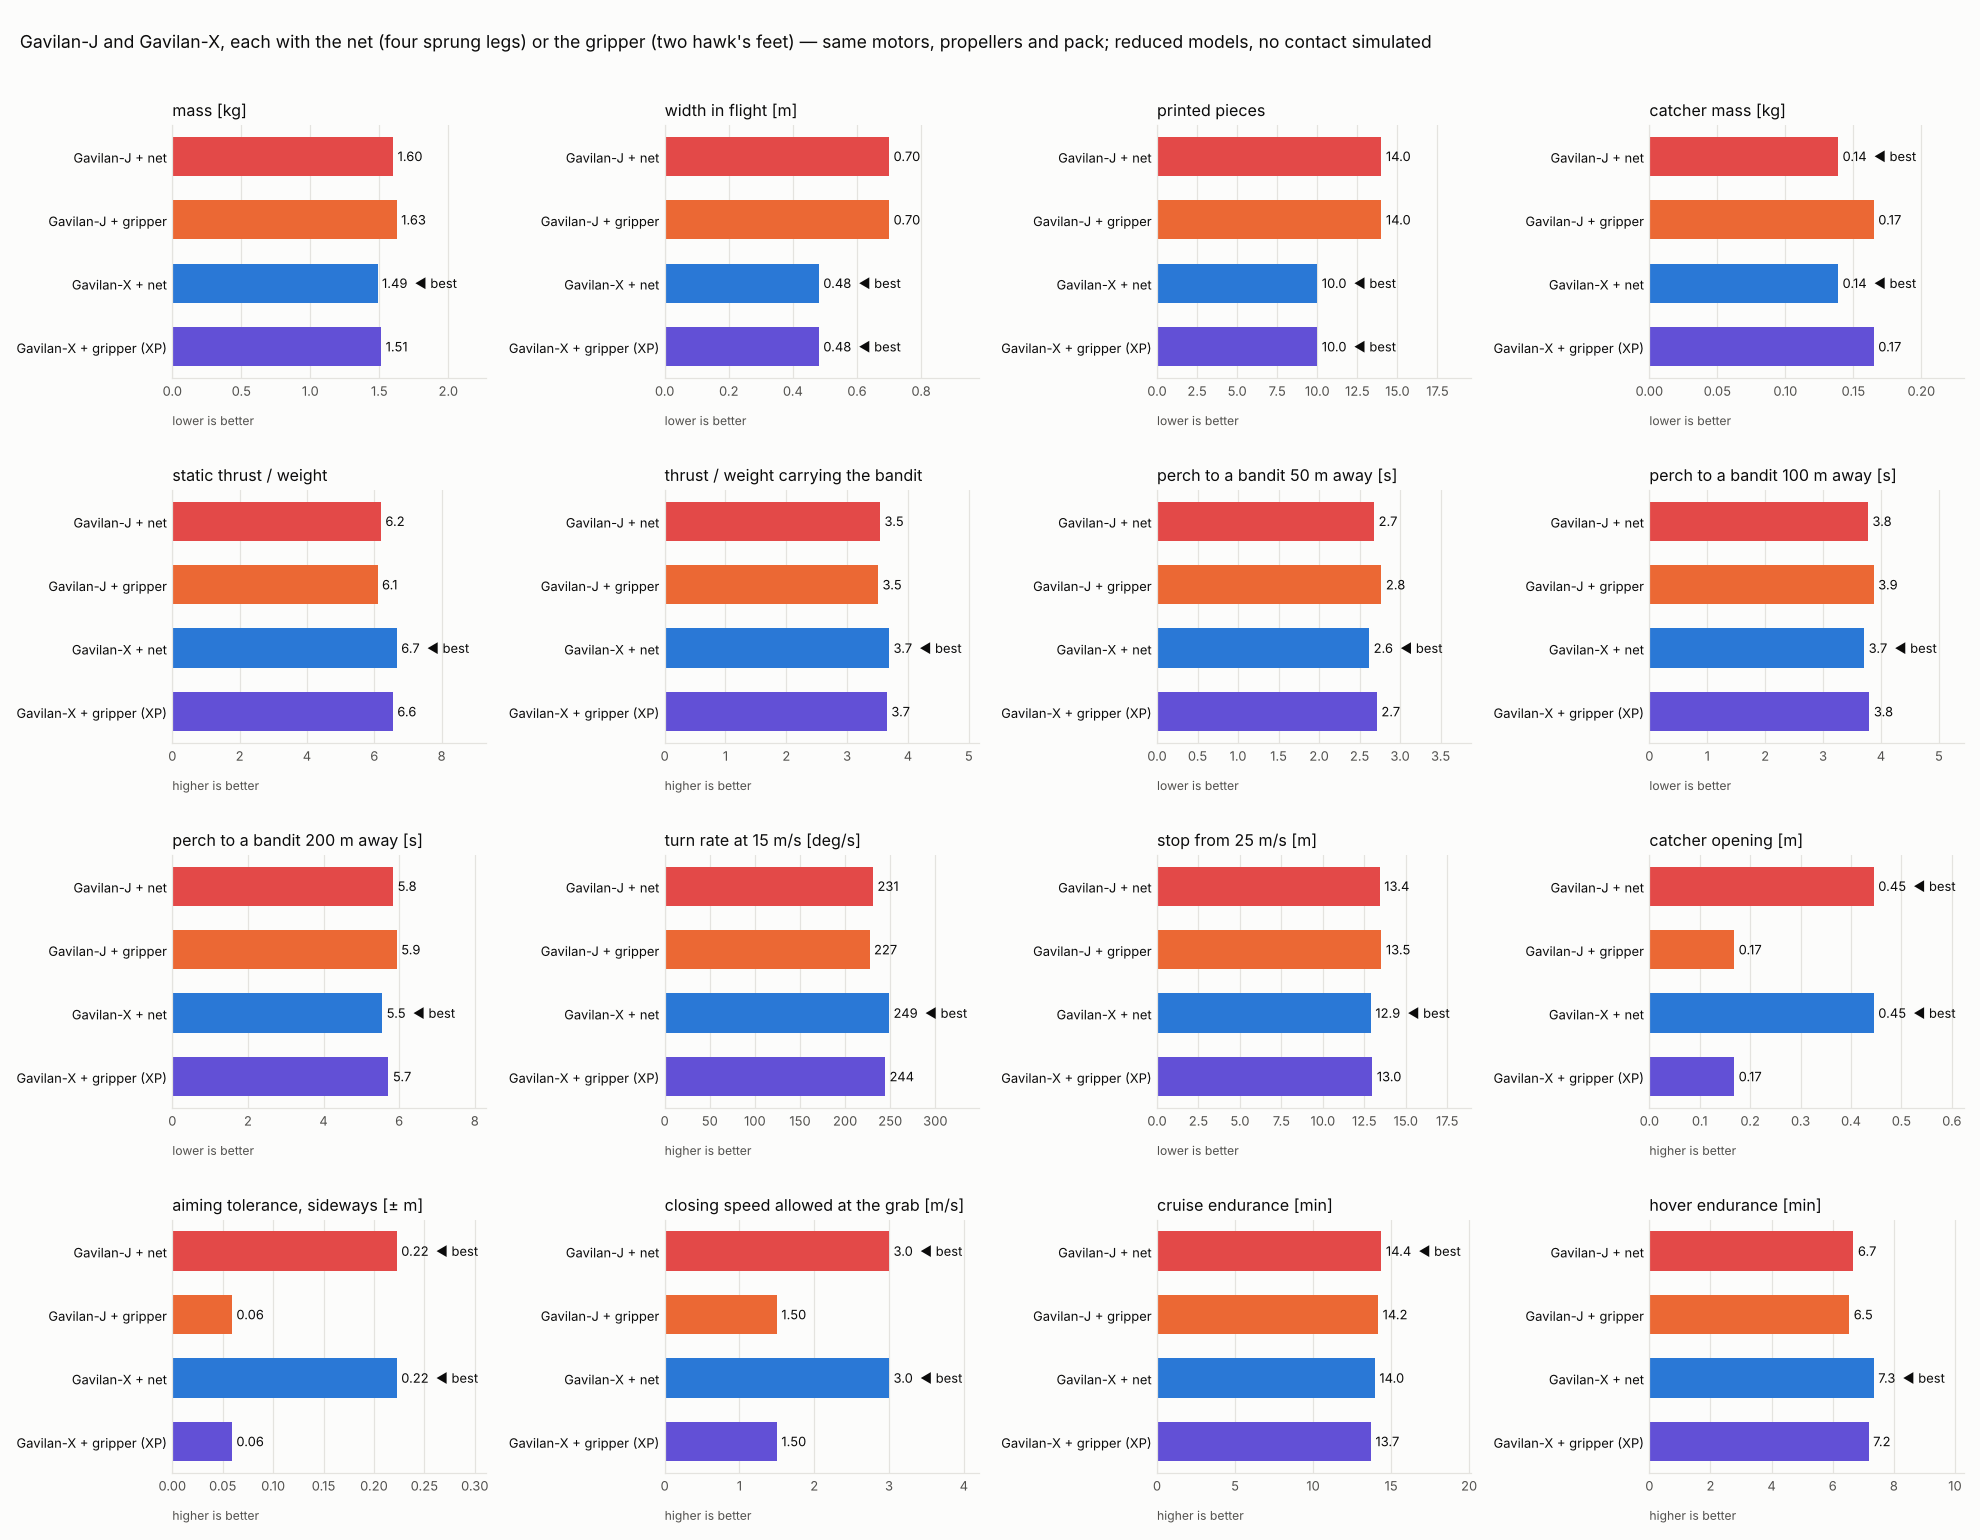 Gavilan-J and Gavilan-X, each with the net (four sprung legs) or the gripper (two hawk's feet) — same motors, propellers and pack; reduced models, no contact simulated
mass [kg]
Gavilan-J + net 1.60
Gavilan-J + gripper 1.63
Gavilan-X + net 1.49 ◄ best
Gavilan-X + gripper (XP) 1.51
0.0 0.5 1.0 1.5 2.0
lower is better
width in flight [m]
Gavilan-J + net 0.70
Gavilan-J + gripper 0.70
Gavilan-X + net 0.48 ◄ best
Gavilan-X + gripper (XP) 0.48 ◄ best
0.0 0.2 0.4 0.6 0.8
lower is better
printed pieces
Gavilan-J + net 14.0
Gavilan-J + gripper 14.0
Gavilan-X + net 10.0 ◄ best
Gavilan-X + gripper (XP) 10.0 ◄ best
0.0 2.5 5.0 7.5 10.0 12.5 15.0 17.5
lower is better
catcher mass [kg]
Gavilan-J + net 0.14 ◄ best
Gavilan-J + gripper 0.17
Gavilan-X + net 0.14 ◄ best
Gavilan-X + gripper (XP) 0.17
0.00 0.05 0.10 0.15 0.20
lower is better
static thrust / weight
Gavilan-J + net 6.2
Gavilan-J + gripper 6.1
Gavilan-X + net 6.7 ◄ best
Gavilan-X + gripper (XP) 6.6
0 2 4 6 8
higher is better
thrust / weight carrying the bandit
Gavilan-J + net 3.5
Gavilan-J + gripper 3.5
Gavilan-X + net 3.7 ◄ best
Gavilan-X + gripper (XP) 3.7
0 1 2 3 4 5
higher is better
perch to a bandit 50 m away [s]
Gavilan-J + net 2.7
Gavilan-J + gripper 2.8
Gavilan-X + net 2.6 ◄ best
Gavilan-X + gripper (XP) 2.7
0.0 0.5 1.0 1.5 2.0 2.5 3.0 3.5
lower is better
perch to a bandit 100 m away [s]
Gavilan-J + net 3.8
Gavilan-J + gripper 3.9
Gavilan-X + net 3.7 ◄ best
Gavilan-X + gripper (XP) 3.8
0 1 2 3 4 5
lower is better
perch to a bandit 200 m away [s]
Gavilan-J + net 5.8
Gavilan-J + gripper 5.9
Gavilan-X + net 5.5 ◄ best
Gavilan-X + gripper (XP) 5.7
0 2 4 6 8
lower is better
turn rate at 15 m/s [deg/s]
Gavilan-J + net 231
Gavilan-J + gripper 227
Gavilan-X + net 249 ◄ best
Gavilan-X + gripper (XP) 244
0 50 100 150 200 250 300
higher is better
stop from 25 m/s [m]
Gavilan-J + net 13.4
Gavilan-J + gripper 13.5
Gavilan-X + net 12.9 ◄ best
Gavilan-X + gripper (XP) 13.0
0.0 2.5 5.0 7.5 10.0 12.5 15.0 17.5
lower is better
catcher opening [m]
Gavilan-J + net 0.45 ◄ best
Gavilan-J + gripper 0.17
Gavilan-X + net 0.45 ◄ best
Gavilan-X + gripper (XP) 0.17
0.0 0.1 0.2 0.3 0.4 0.5 0.6
higher is better
aiming tolerance, sideways [± m]
Gavilan-J + net 0.22 ◄ best
Gavilan-J + gripper 0.06
Gavilan-X + net 0.22 ◄ best
Gavilan-X + gripper (XP) 0.06
0.00 0.05 0.10 0.15 0.20 0.25 0.30
higher is better
closing speed allowed at the grab [m/s]
Gavilan-J + net 3.0 ◄ best
Gavilan-J + gripper 1.50
Gavilan-X + net 3.0 ◄ best
Gavilan-X + gripper (XP) 1.50
0 1 2 3 4
higher is better
cruise endurance [min]
Gavilan-J + net 14.4 ◄ best
Gavilan-J + gripper 14.2
Gavilan-X + net 14.0
Gavilan-X + gripper (XP) 13.7
0 5 10 15 20
higher is better
hover endurance [min]
Gavilan-J + net 6.7
Gavilan-J + gripper 6.5
Gavilan-X + net 7.3 ◄ best
Gavilan-X + gripper (XP) 7.2
0 2 4 6 8 10
higher is better